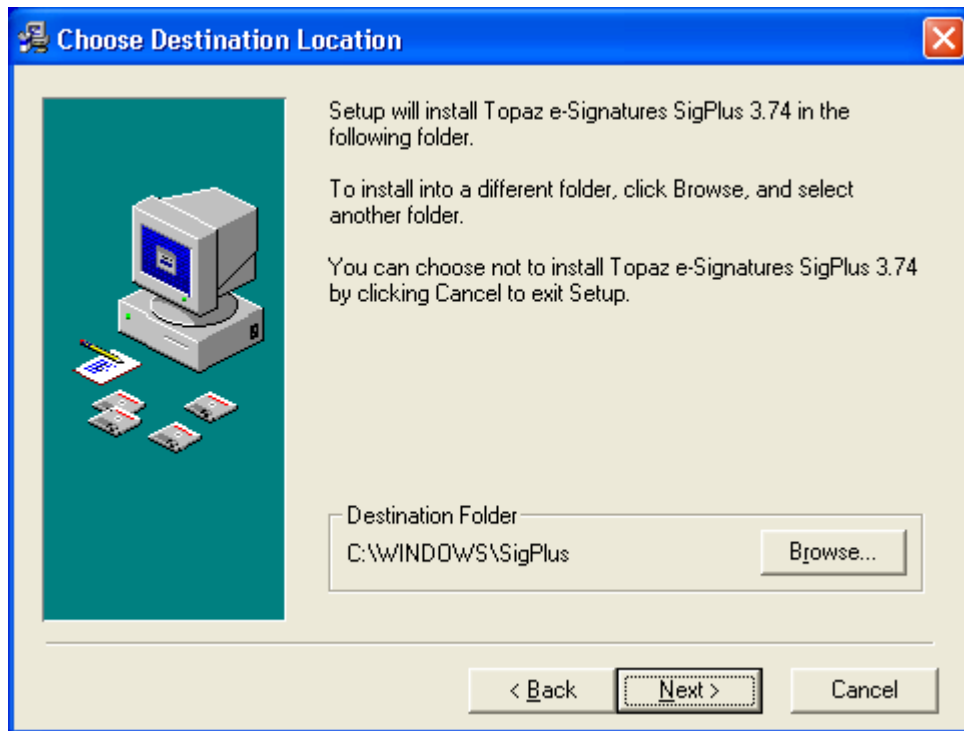 Choose Destination Location
Setup will install Topaz e-Signatures SigPlus 3.74 in the
following folder.
To install into a different folder, click Browse, and select
another folder.
You can choose not to install Topaz e-Signatures SigPlus 3.74
by clicking Cancel to exit Setup.
Destination Folder
C:\WINDOWS\SigPlus
Browse...
< Back
Next >
Cancel